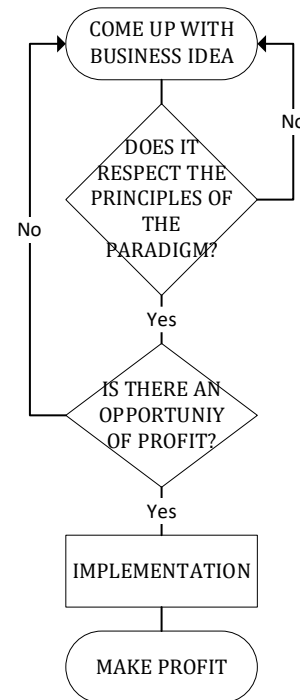 COME UP WITH
BUSINESS IDEA
No
DOES IT
RESPECT THE
PRINCIPLES OF
THE
PARADIGM?
No
Yes
IS THERE AN
OPPORTUNIY
OF PROFIT?
Yes
IMPLEMENTATION
MAKE PROFIT